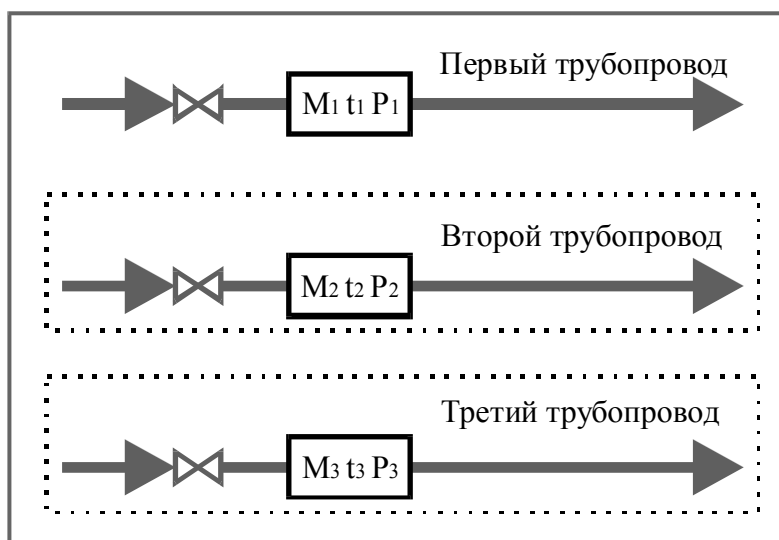 Первый трубопровод
M1 t1 P1
Второй трубопровод
M2 t2 P2
Третий трубопровод
M3 t3 P3